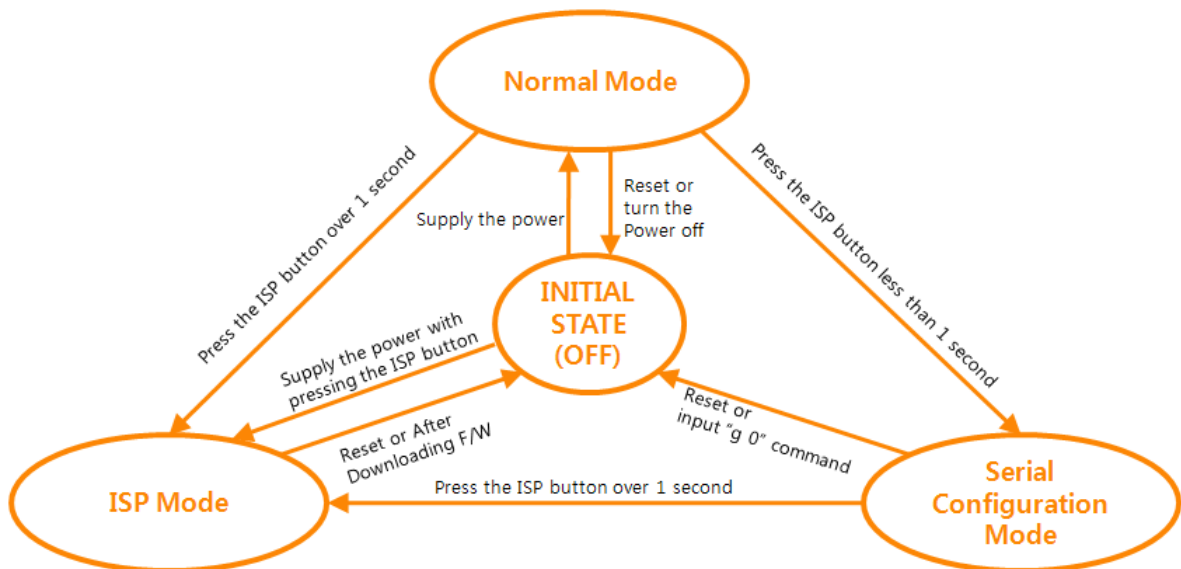 Normal Mode
Press the ISP button over 1 second
Supply the power
Reset or
turn the
Power off
Press the ISP button less than 1 second
INITIAL
STATE
(OFF)
Supply the power with
pressing the ISP button
Reset or After
Downloading F/W
Reset or
input "g 0" command
ISP Mode
Press the ISP button over 1 second
Serial
Configuration
Mode